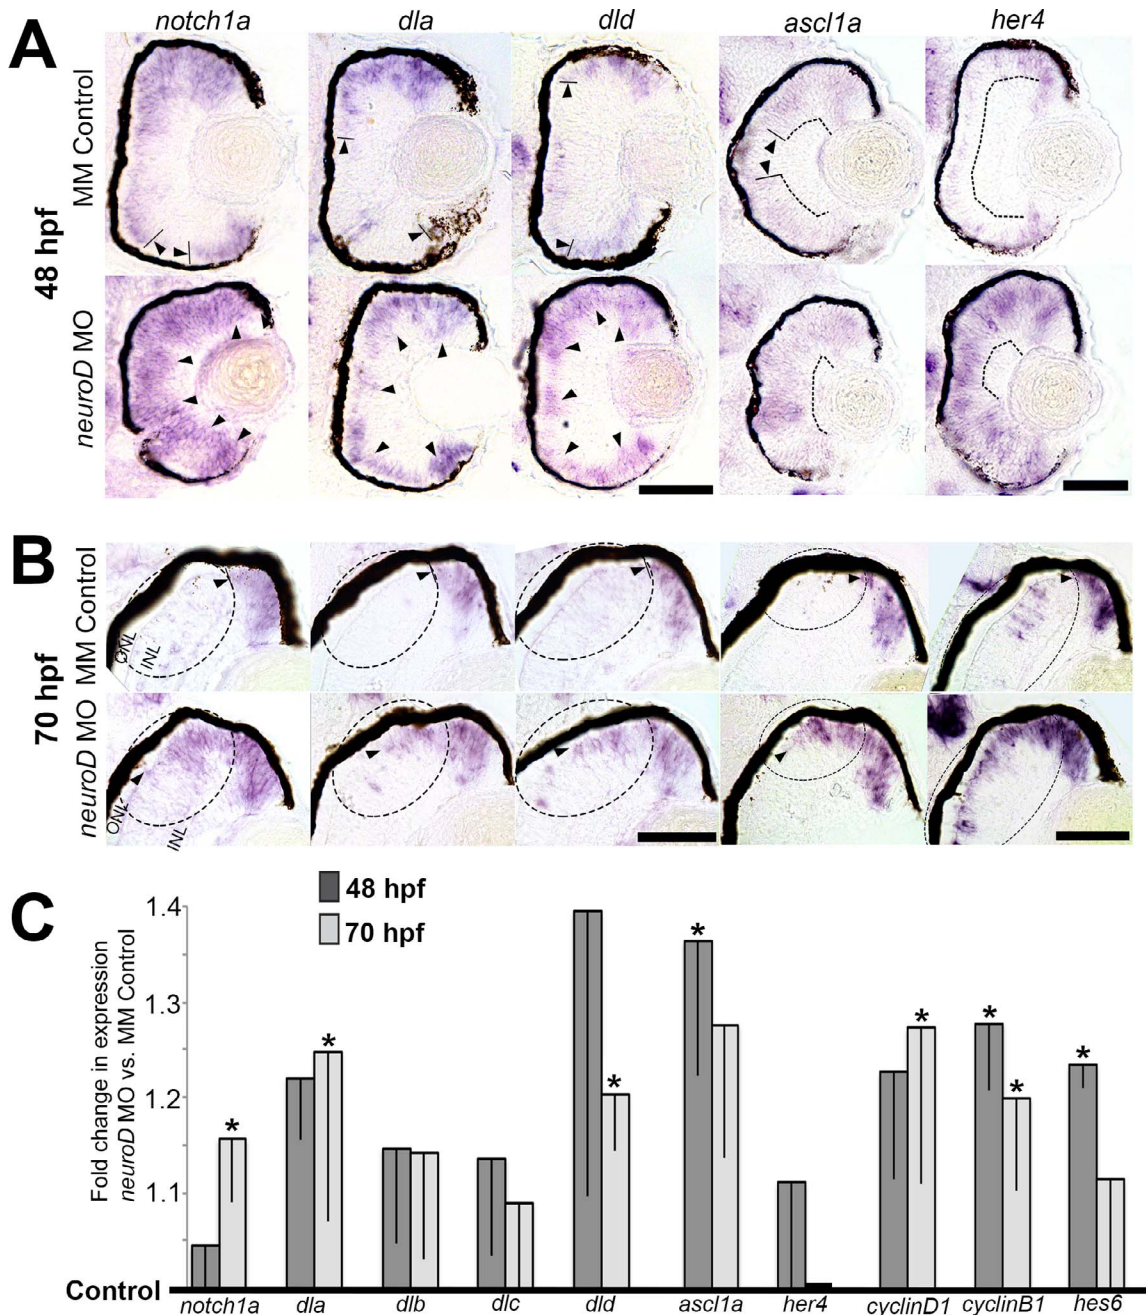 A
notch1a dla dld ascl1a her4
48 hpf
MM Control
neuroD MO
B
70 hpf
MM Control
neuroD MO
ONL
INL
ONL
INL
C
48 hpf
70 hpf
Fold change in expression
neuroD MO vs. MM Control
1.4
1.3
1.2
1.1
Control
* * * * * * * *
notch1a dla dlb dlc dld ascl1a her4 cyclinD1 cyclinB1 hes6